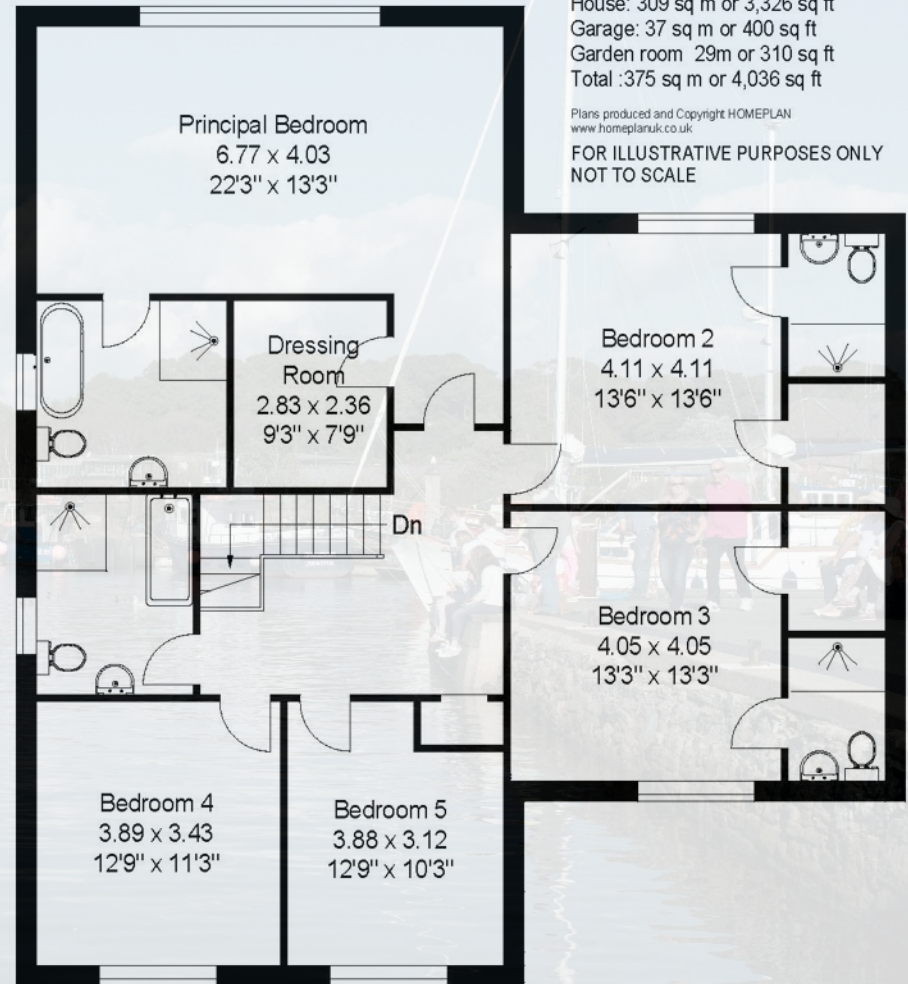 House: 309 sq m or 3,326 sq ft
Garage: 37 sq m or 400 sq ft
Garden room 29m or 310 sq ft
Total :375 sq m or 4,036 sq ft
Plans produced and Copyright HOMEPLAN
www.homeplanuk.co.uk
FOR ILLUSTRATIVE PURPOSES ONLY
NOT TO SCALE
Principal Bedroom
6.77 x 4.03
22'3" x 13'3"
Dressing
Room
2.83 x 2.36
9'3" x 7'9"
Bedroom 2
4.11 x 4.11
13'6" x 13'6"
Dn
Bedroom 3
4.05 x 4.05
13'3" x 13'3"
Bedroom 4
3.89 x 3.43
12'9" x 11'3"
Bedroom 5
3.88 x 3.12
12'9" x 10'3"